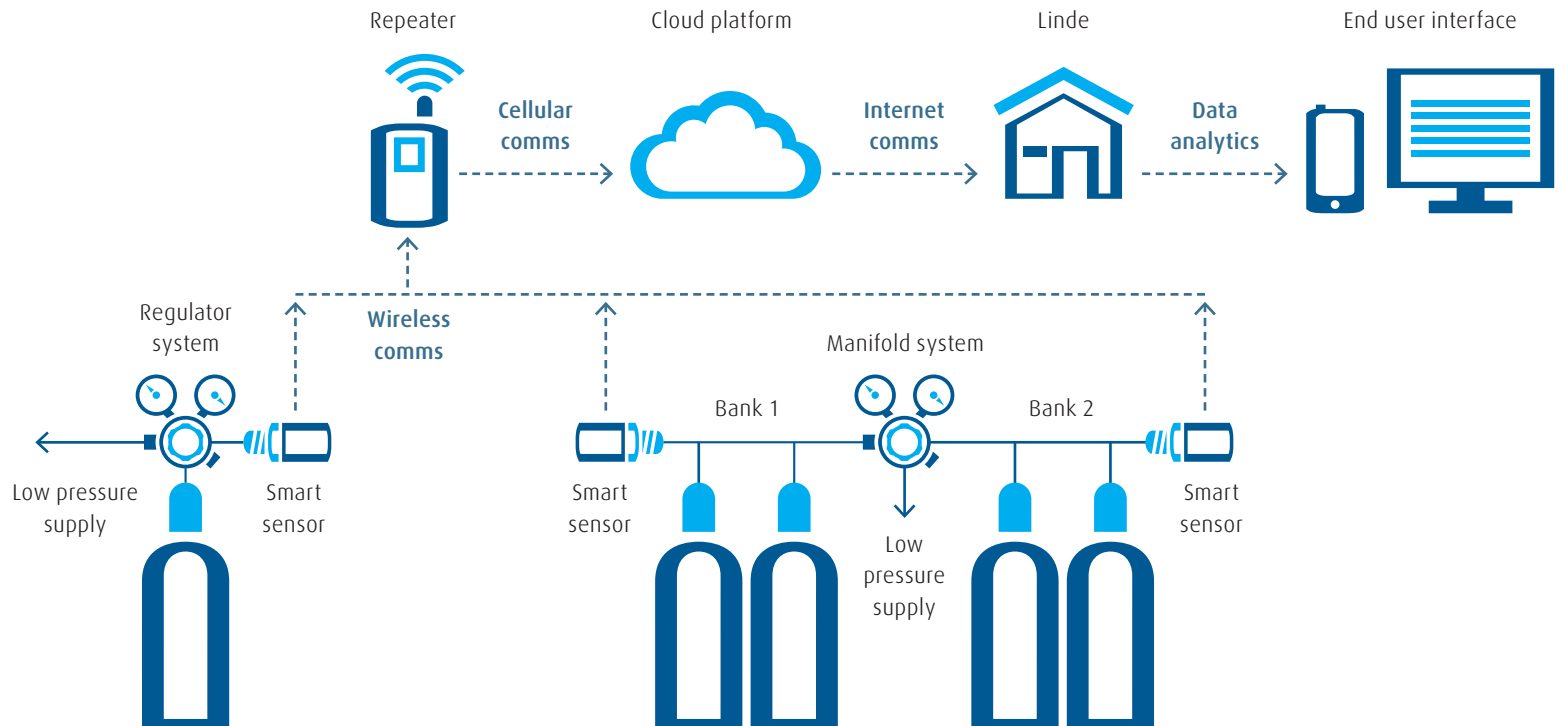 Repeater
Cloud platform
Linde
End user interface
Cellular
comms
Internet
comms
Data
analytics
Regulator
system
Wireless
comms
Manifold system
Bank 1
Bank 2
Low pressure
supply
Smart
sensor
Smart
sensor
Low
pressure
supply
Smart
sensor